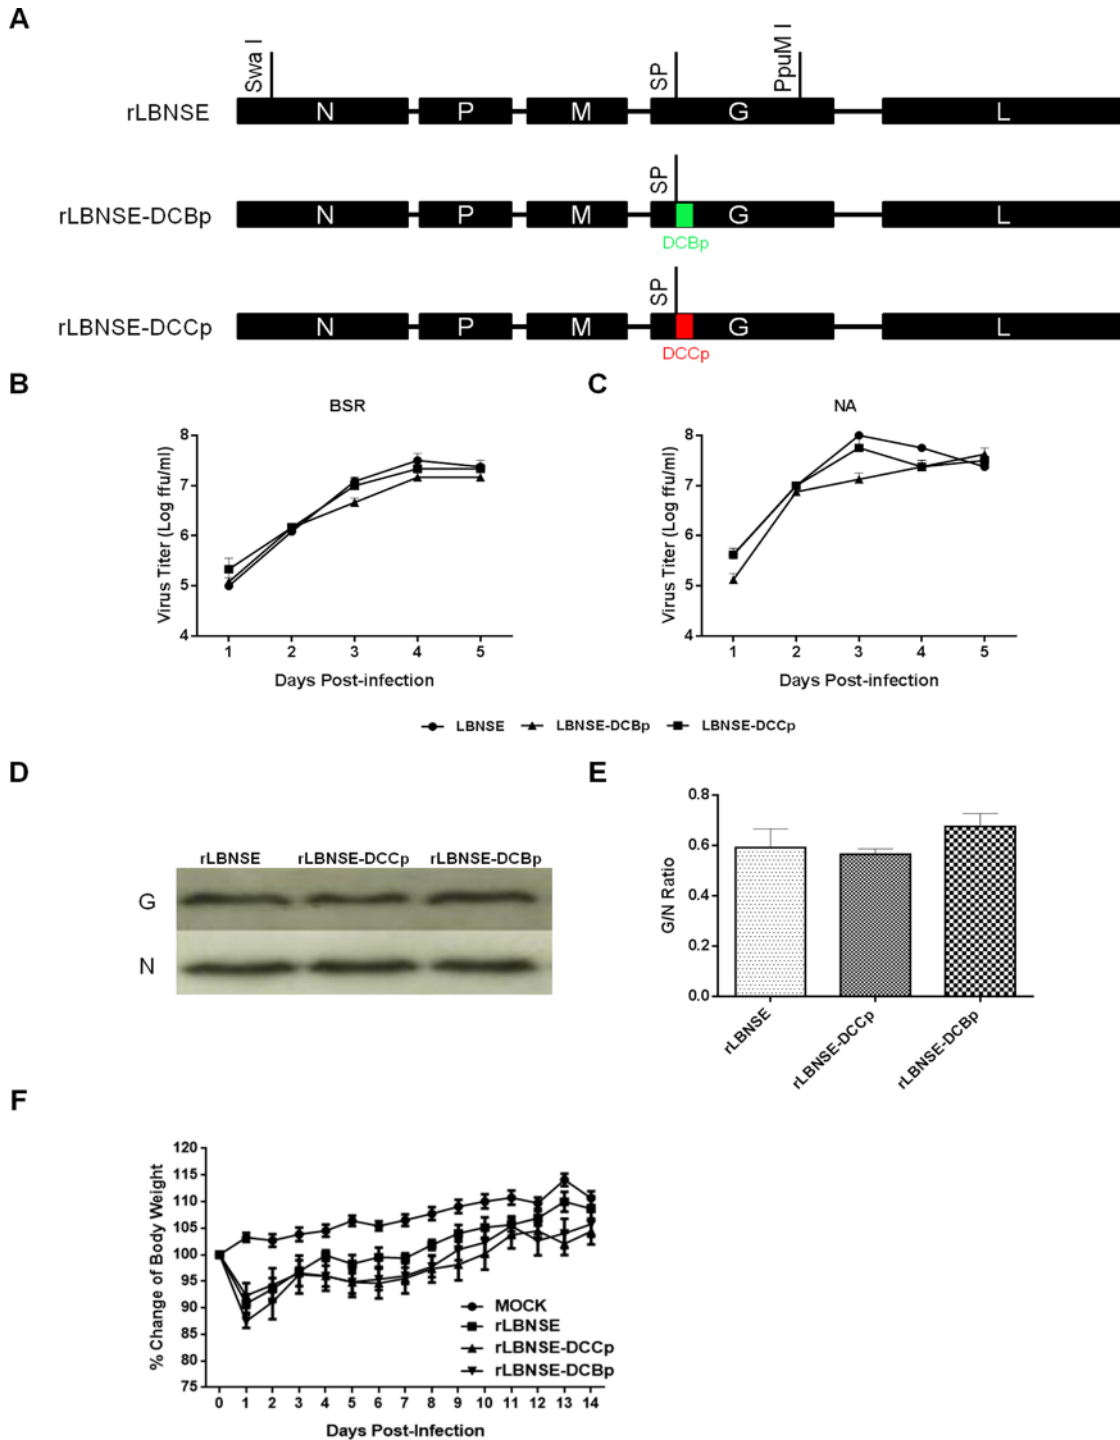 A
Swa I
SP
PpuM I
rLBNSE
N P M G L
SP
rLBNSE-DCBp
N P M G L
DCBp
SP
rLBNSE-DCCp
N P M G L
DCCp
B
BSR
Virus Titer (Log ffu/ml)
8
7
6
5
4
1 2 3 4 5
Days Post-infection
C
NA
Virus Titer (Log ffu/ml)
8
7
6
5
4
1 2 3 4 5
Days Post-infection
LBNSE LBNSE-DCBp LBNSE-DCCp
D
rLBNSE rLBNSE-DCCp rLBNSE-DCBp
G
N
E
G/N Ratio
0.8
0.6
0.4
0.2
0.0
rLBNSE
rLBNSE-DCCp
rLBNSE-DCBp
F
% Change of Body Weight
120
115
110
105
100
95
90
85
80
75
MOCK
rLBNSE
rLBNSE-DCCp
rLBNSE-DCBp
0 1 2 3 4 5 6 7 8 9 10 11 12 13 14
Days Post-Infection